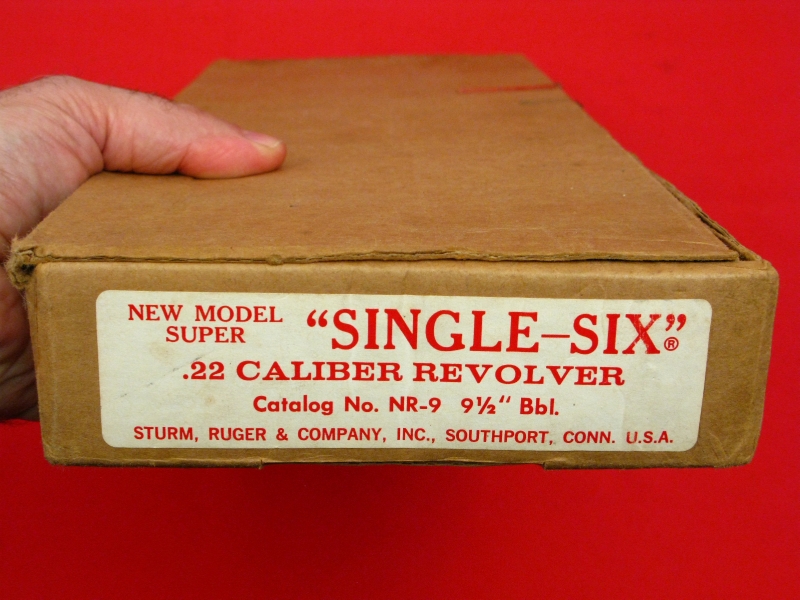 NEW MODEL SUPER "SINGLE–SIX"®
.22 CALIBER REVOLVER
Catalog No. NR-9 9½" Bbl.
STURM, RUGER & COMPANY, INC., SOUTHPORT, CONN. U.S.A.